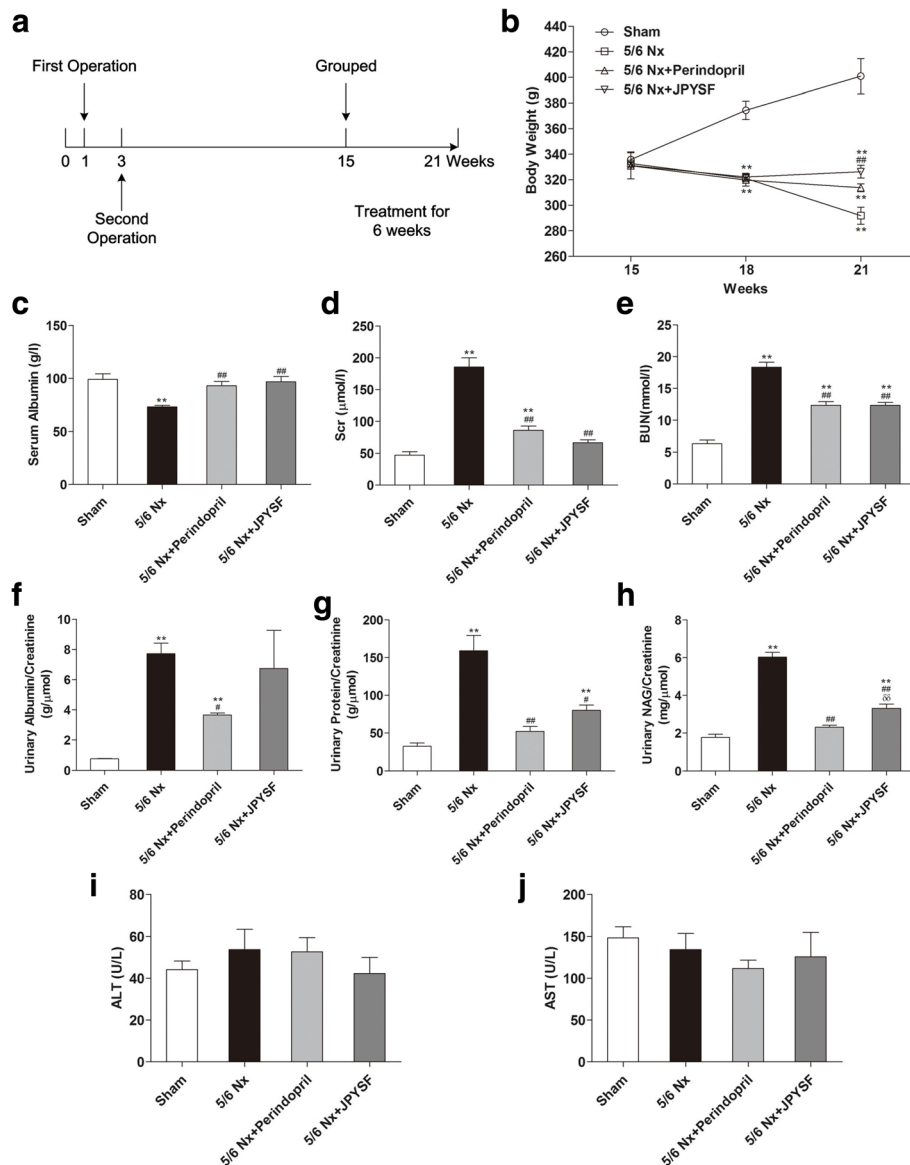 a
First Operation
Grouped
0 1 3 15 21 Weeks
Second
Operation
Treatment for
6 weeks
b
Sham
5/6 Nx
5/6 Nx+Perindopril
5/6 Nx+JPYSF
Body Weight (g)
440
420
400
380
360
340
320
300
280
260
**
**
**
##
**
**
15 18 21
Weeks
c
Serum Albumin (g/l)
150
100
50
0
**
##
##
Sham
5/6 Nx
5/6 Nx+Perindopril
5/6 Nx+JPYSF
d
Scr
(μmol/l)
200
150
100
50
0
**
**
##
##
Sham
5/6 Nx
5/6 Nx+Perindopril
5/6 Nx+JPYSF
e
BUN(mmol/l)
20
15
10
5
0
**
**
##
**
##
Sham
5/6 Nx
5/6 Nx+Perindopril
5/6 Nx+JPYSF
f
Urinary Albumin/Creatinine
(g/μmol)
10
8
6
4
2
0
**
**
#
Sham
5/6 Nx
5/6 Nx+Perindopril
5/6 Nx+JPYSF
g
Urinary Protein/Creatinine
(g/μmol)
200
150
100
50
0
**
##
**
#
Sham
5/6 Nx
5/6 Nx+Perindopril
5/6 Nx+JPYSF
h
Urinary NAG/Creatinine
(mg/μmol)
8
6
4
2
0
**
##
**
##
δδ
Sham
5/6 Nx
5/6 Nx+Perindopril
5/6 Nx+JPYSF
i
ALT (U/L)
80
60
40
20
0
Sham
5/6 Nx
5/6 Nx+Perindopril
5/6 Nx+JPYSF
j
AST (U/L)
200
150
100
50
0
Sham
5/6 Nx
5/6 Nx+Perindopril
5/6 Nx+JPYSF